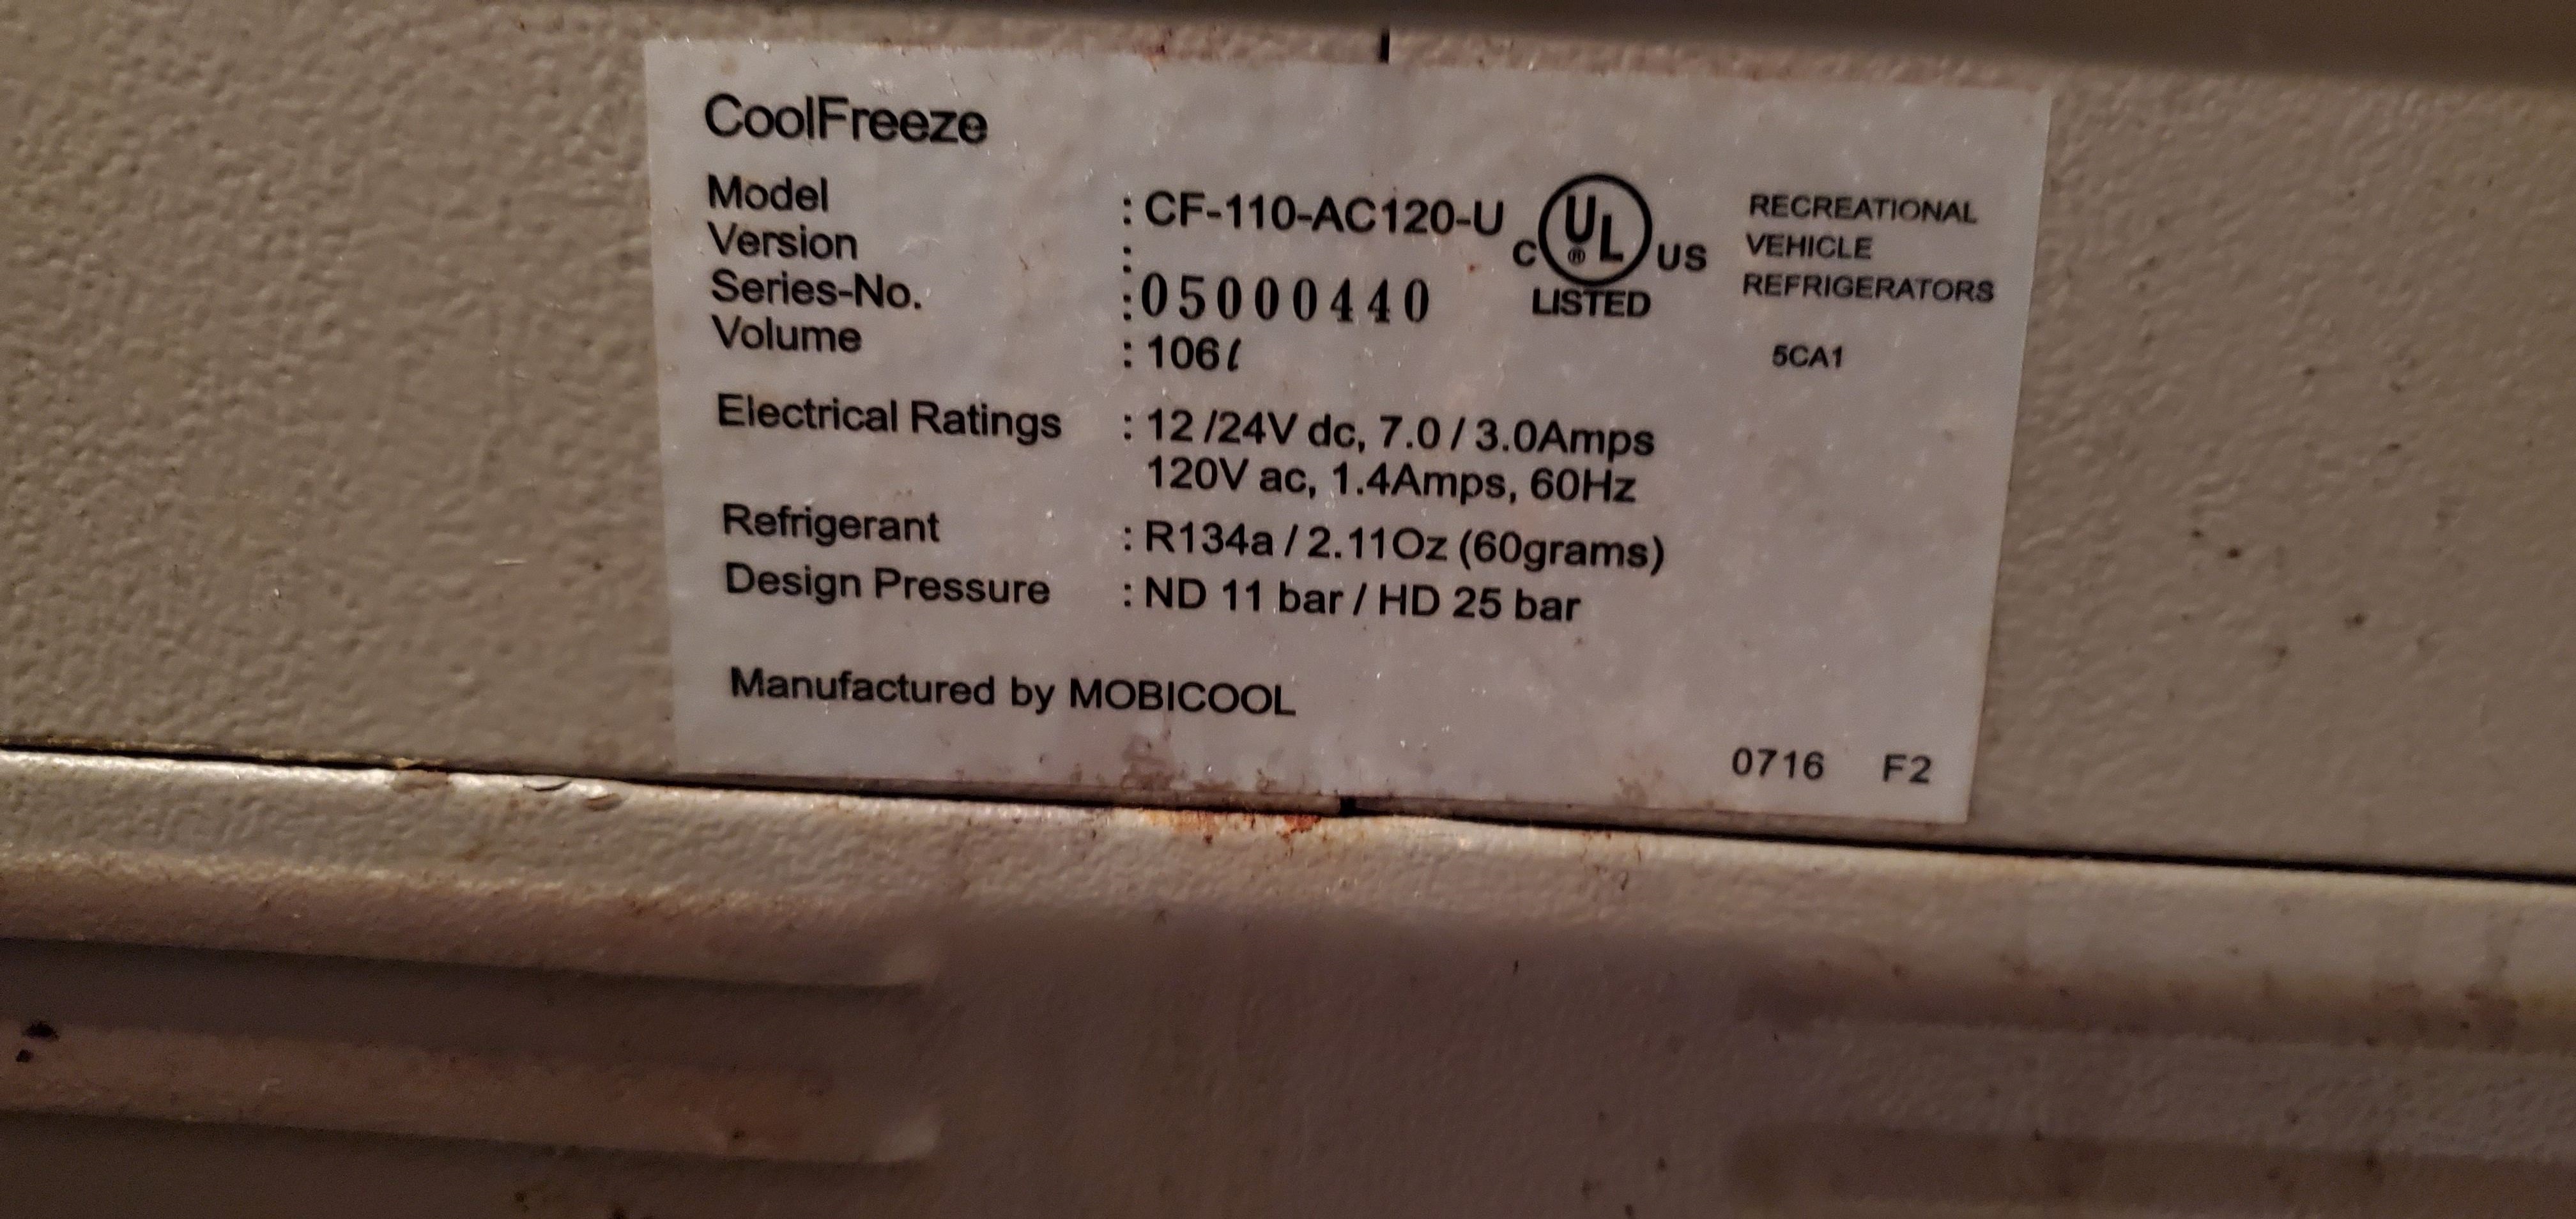 CoolFreeze
Model : CF-110-AC120-U
Version :
Series-No. :05000440
Volume : 106ℓ
C UL® US
LISTED
RECREATIONAL
VEHICLE
REFRIGERATORS
5CA1
Electrical Ratings : 12 /24V dc, 7.0 / 3.0Amps
120V ac, 1.4Amps, 60Hz
Refrigerant : R134a / 2.11Oz (60grams)
Design Pressure : ND 11 bar / HD 25 bar
Manufactured by MOBICOOL
0716 F2